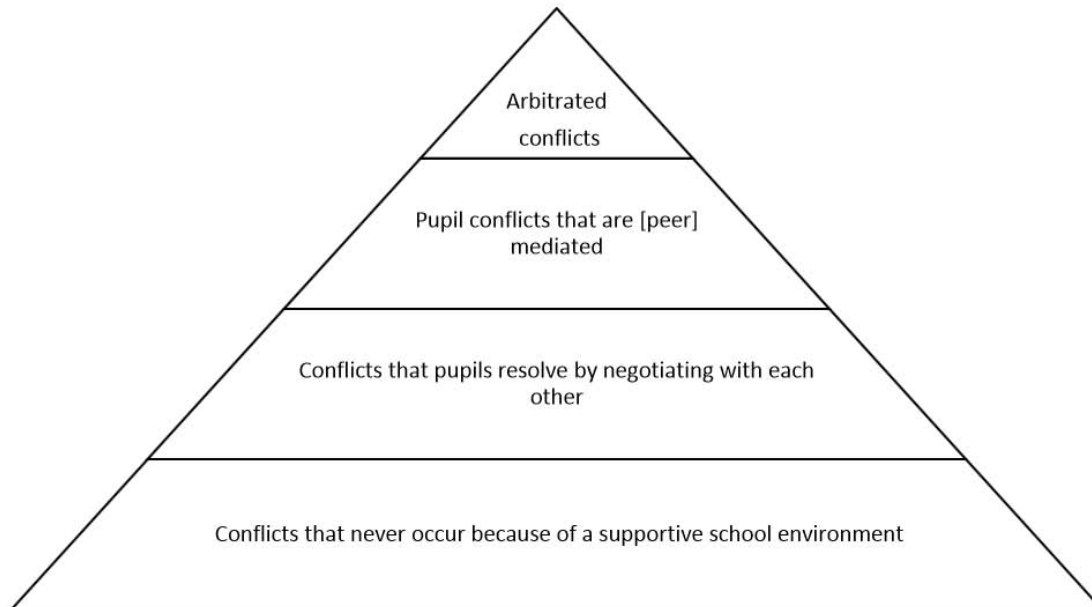 Arbitrated
conflicts
Pupil conflicts that are [peer]
mediated
Conflicts that pupils resolve by negotiating with each
other
Conflicts that never occur because of a supportive school environment